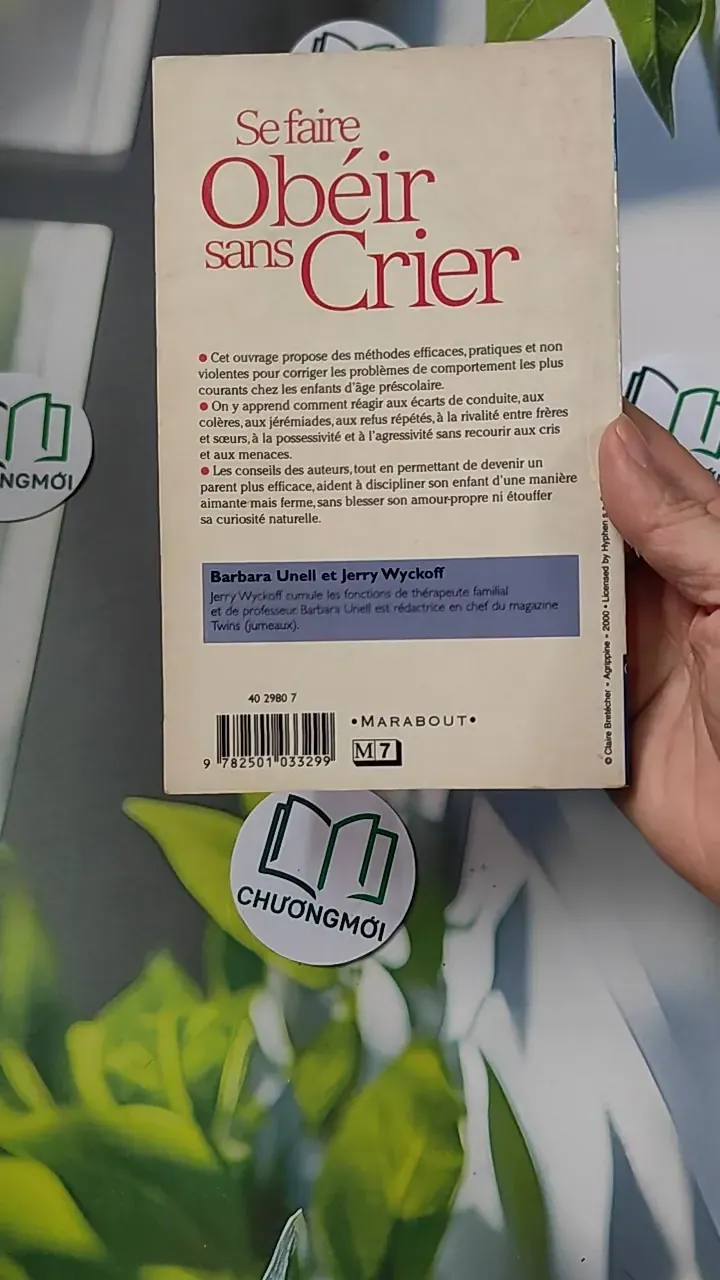 Se faire
Obéir
sans Crier
• Cet ouvrage propose des méthodes efficaces, pratiques et non
violentes pour corriger les problèmes de comportement les plus
courants chez les enfants d'âge préscolaire.
• On y apprend comment réagir aux écarts de conduite, aux
colères, aux jérémiades, aux refus répétés, à la rivalité entre frères
et sœurs, à la possessivité et à l'agressivité sans recourir aux cris
et aux menaces.
• Les conseils des auteurs, tout en permettant de devenir un
parent plus efficace, aident à discipliner son enfant d'une manière
aimante mais ferme, sans blesser son amour-propre ni étouffer
sa curiosité naturelle.
Barbara Unell et Jerry Wyckoff
Jerry Wyckoff cumule les fonctions de thérapeute familial
et de professeur. Barbara Unell est rédactrice en chef du magazine
Twins (jumeaux).
40 2980 7
9 782501 033299
•MARABOUT•
M 7
© Claire Bretécher • Agrippine • 2000 • Licensed by Hyphen
NGMỚI
CHƯƠNGMỚI